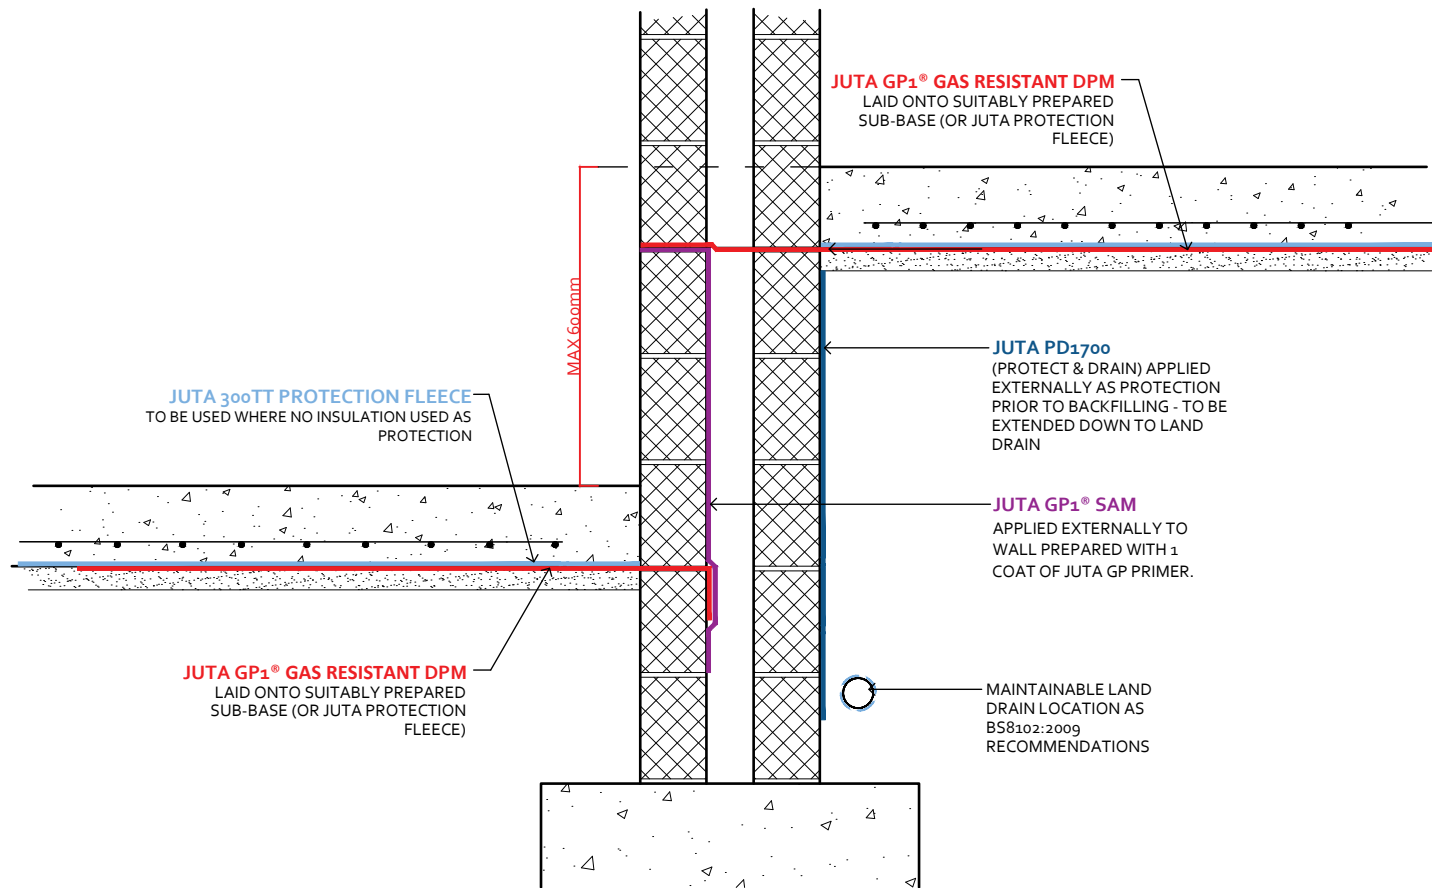 JUTA GP1® GAS RESISTANT DPM
LAID ONTO SUITABLY PREPARED
SUB-BASE (OR JUTA PROTECTION
FLEECE)
MAX 600mm
JUTA PD1700
(PROTECT & DRAIN) APPLIED
EXTERNALLY AS PROTECTION
PRIOR TO BACKFILLING - TO BE
EXTENDED DOWN TO LAND
DRAIN
JUTA 300TT PROTECTION FLEECE
TO BE USED WHERE NO INSULATION USED AS
PROTECTION
JUTA GP1® SAM
APPLIED EXTERNALLY TO
WALL PREPARED WITH 1
COAT OF JUTA GP PRIMER.
JUTA GP1® GAS RESISTANT DPM
LAID ONTO SUITABLY PREPARED
SUB-BASE (OR JUTA PROTECTION
FLEECE)
MAINTAINABLE LAND
DRAIN LOCATION AS
BS8102:2009
RECOMMENDATIONS